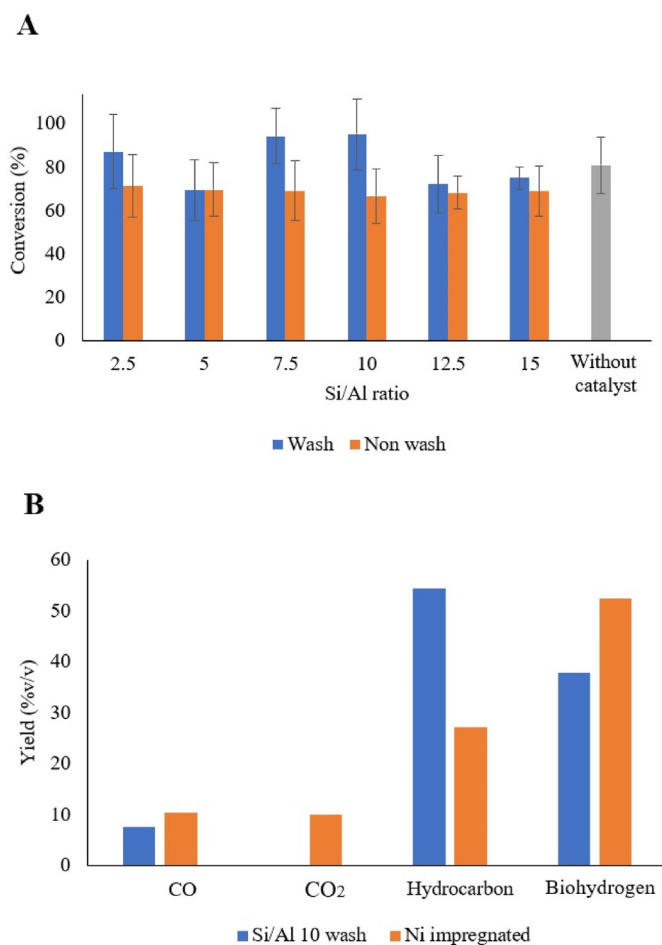 A
Conversion (%)
100
80
60
40
20
0
2.5 5 7.5 10 12.5 15 Without
catalyst
Si/Al ratio
Wash Non wash
B
Yield (%v/v)
60
50
40
30
20
10
0
CO CO2 Hydrocarbon Biohydrogen
Si/Al 10 wash Ni impregnated